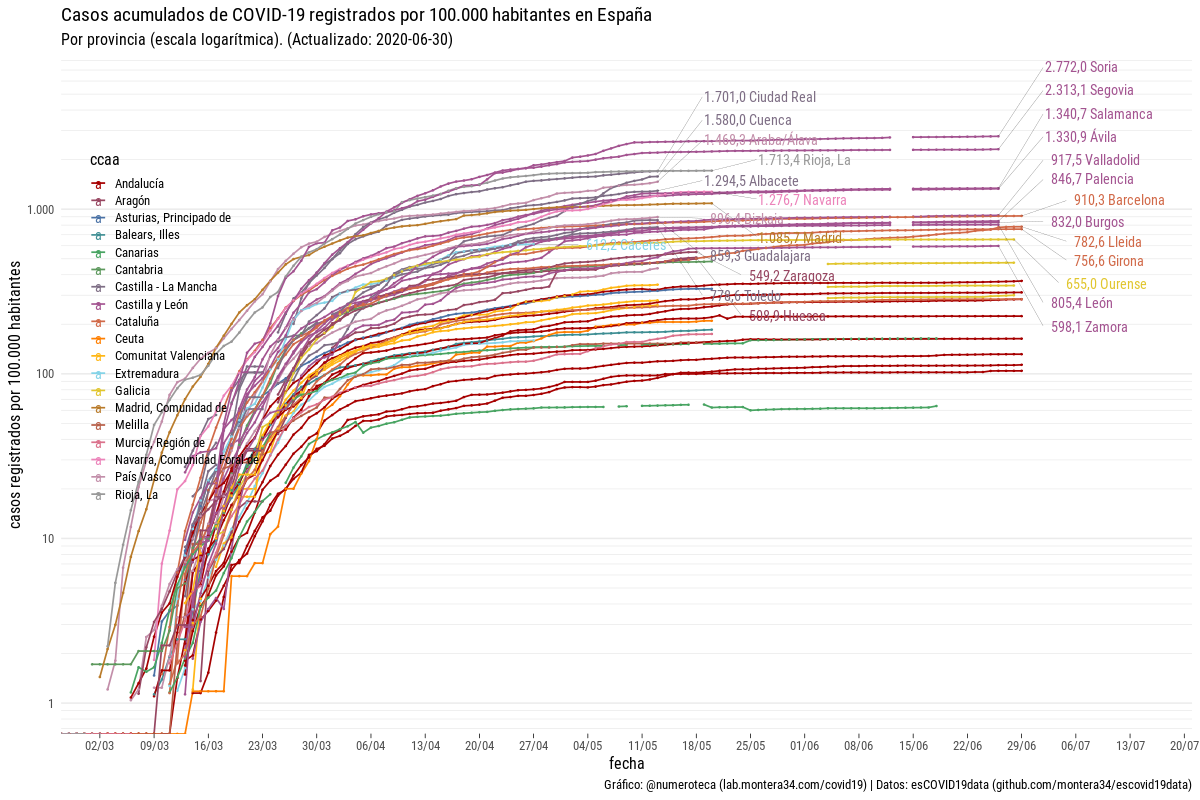 Casos acumulados de COVID-19 registrados por 100.000 habitantes en España
Por provincia (escala logarítmica). (Actualizado: 2020-06-30)
2.772,0 Soria
2.313,1 Segovia
1.701,0 Ciudad Real
1.340,7 Salamanca
1.580,0 Cuenca
1.330,9 Ávila
1.468,3 Araba/Álava
1.713,4 Rioja, La
917,5 Valladolid
1.294,5 Albacete
846,7 Palencia
1.276,7 Navarra
910,3 Barcelona
896,4 Bizkaia
832,0 Burgos
1.085,7 Madrid
782,6 Lleida
612,2 Cáceres
859,3 Guadalajara
756,6 Girona
549,2 Zaragoza
655,0 Ourense
778,6 Toledo
805,4 León
508,9 Huesca
598,1 Zamora
ccaa
Andalucía
Aragón
Asturias, Principado de
Balears, Illes
Canarias
Cantabria
Castilla - La Mancha
Castilla y León
Cataluña
Ceuta
Comunitat Valenciana
Extremadura
Galicia
Madrid, Comunidad de
Melilla
Murcia, Región de
Navarra, Comunidad Foral de
País Vasco
Rioja, La
casos registrados por 100.000 habitantes
1.000
100
10
1
02/03 09/03 16/03 23/03 30/03 06/04 13/04 20/04 27/04 04/05 11/05 18/05 25/05 01/06 08/06 15/06 22/06 29/06 06/07 13/07 20/07
fecha
Gráfico: @numeroteca (lab.montera34.com/covid19) | Datos: esCOVID19data (github.com/montera34/escovid19data)